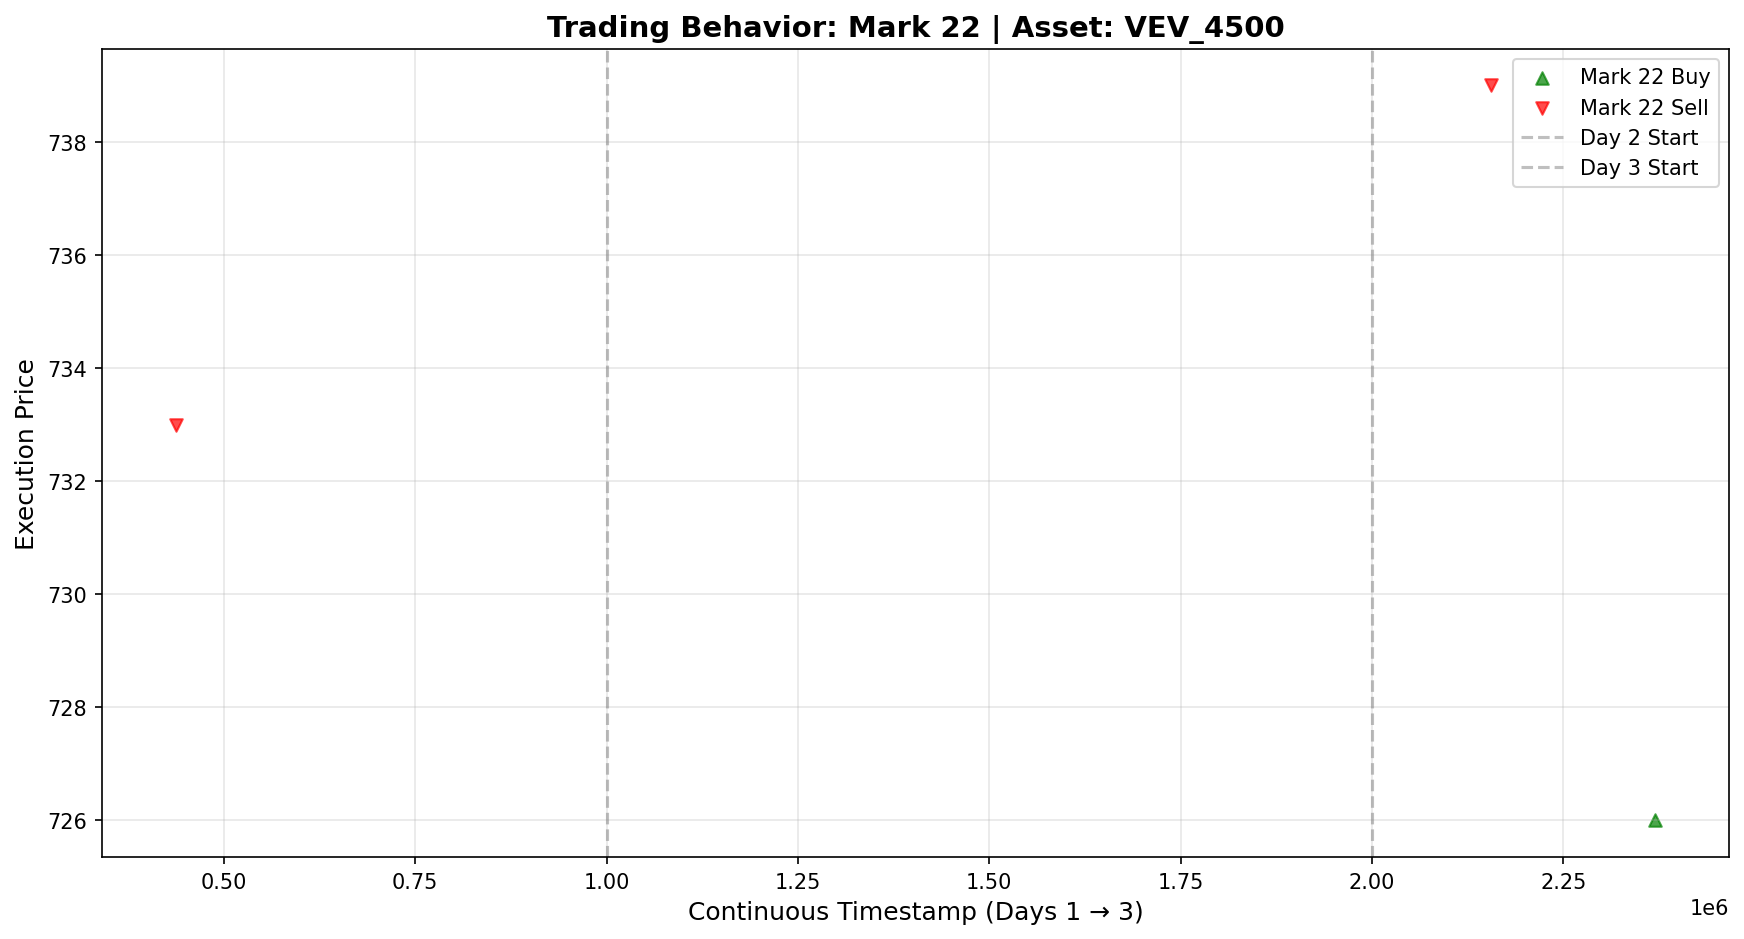 Trading Behavior: Mark 22 | Asset: VEV_4500
Mark 22 Buy
Mark 22 Sell
Day 2 Start
Day 3 Start
Execution Price
738
736
734
732
730
728
726
0.50 0.75 1.00 1.25 1.50 1.75 2.00 2.25
1e6
Continuous Timestamp (Days 1 → 3)